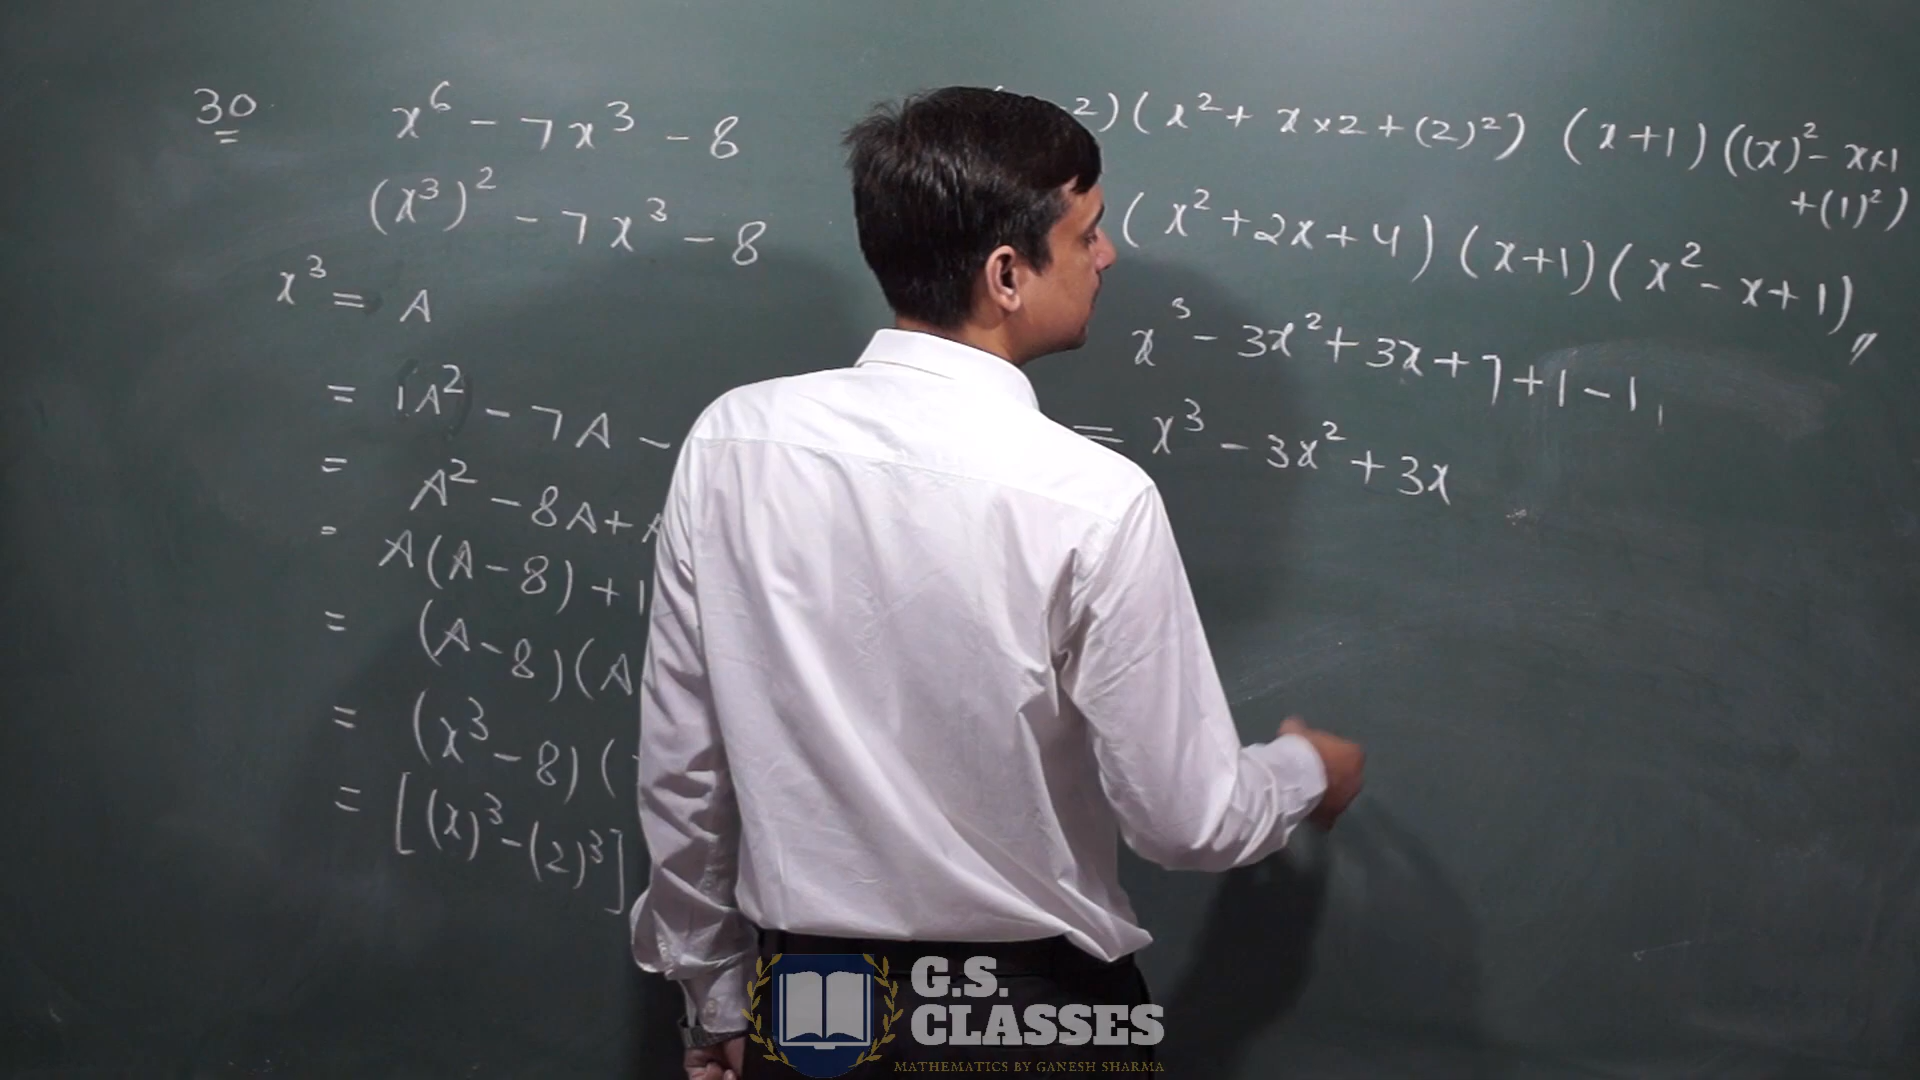 30
x⁶ - 7x³ - 8
(x³)² - 7x³ - 8
x³ = A
= 1A² - 7A -
= A² - 8A + A
= A(A - 8) + 1
= (A - 8)(A
= (x³ - 8)(
= [(x)³ - (2)³]
2)(x² + x×2 + (2)²) (x+1)((x)² - x×1
+(1)²)
(x² + 2x + 4)(x+1)(x² - x + 1)
x³ - 3x² + 3x + 7 + 1 - 1
= x³ - 3x² + 3x
G.S.
CLASSES
MATHEMATICS BY GANESH SHARMA